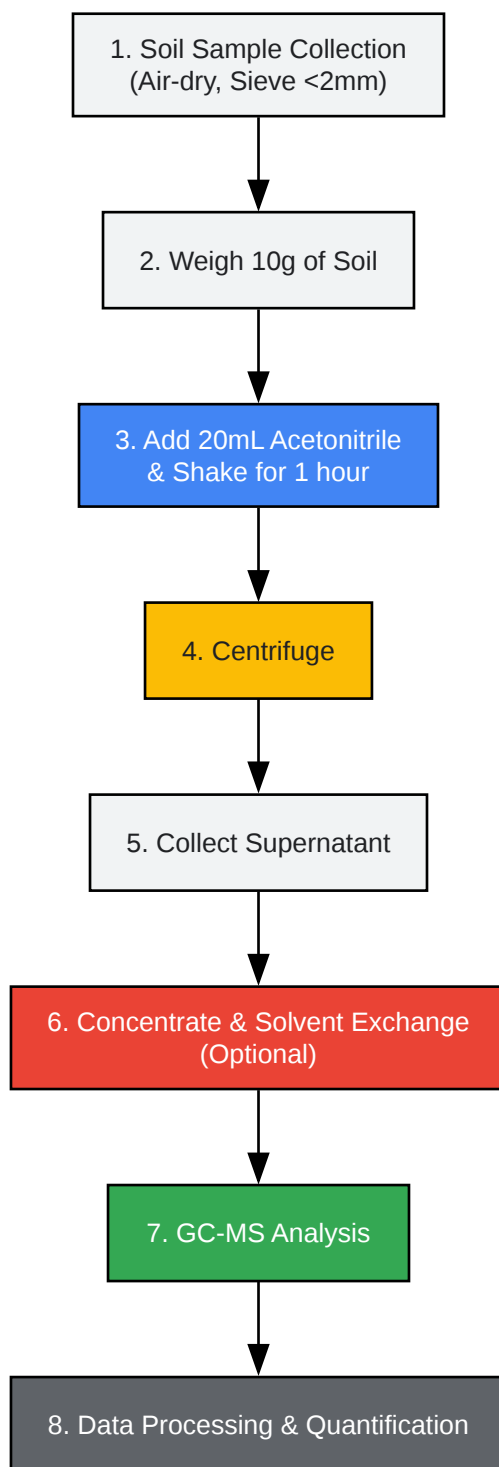 1. Soil Sample Collection
(Air-dry, Sieve <2mm)
2. Weigh 10g of Soil
3. Add 20mL Acetonitrile
& Shake for 1 hour
4. Centrifuge
5. Collect Supernatant
6. Concentrate & Solvent Exchange
(Optional)
7. GC-MS Analysis
8. Data Processing & Quantification